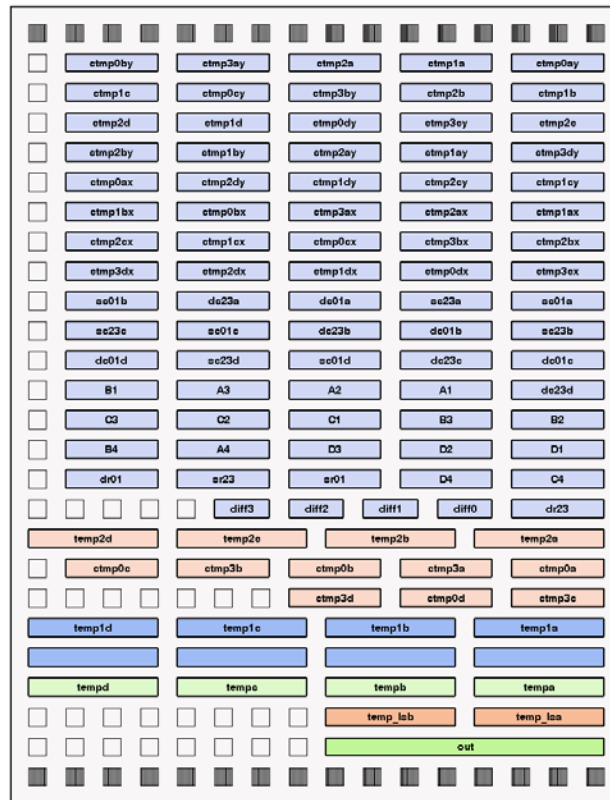 ctmp0by ctmp3ay ctmp2a ctmp1a ctmp0ay
ctmp1c ctmp0cy ctmp3by ctmp2b ctmp1b
ctmp2d ctmp1d ctmp0dy ctmp3cy ctmp2c
ctmp2by ctmp1by ctmp2ay ctmp1ay ctmp3dy
ctmp0ax ctmp2dy ctmp1dy ctmp2cy ctmp1cy
ctmp1bx ctmp0bx ctmp3ax ctmp2ax ctmp1ax
ctmp2cx ctmp1cx ctmp0cx ctmp3bx ctmp2bx
ctmp3dx ctmp2dx ctmp1dx ctmp0dx ctmp3cx
sc01b dc23a dc01a sc23a sc01a
sc23c sc01c dc23b dc01b sc23b
dc01d sc23d sc01d dc23c dc01c
B1 A3 A2 A1 dc23d
C3 C2 C1 B3 B2
B4 A4 D3 D2 D1
dr01 sr23 sr01 D4 C4
diff3 diff2 diff1 diff0 dr23
temp2d temp2c temp2b temp2a
ctmp0c ctmp3b ctmp0b ctmp3a ctmp0a
ctmp3d ctmp0d ctmp3c
temp1d temp1c temp1b temp1a
tempd tempc tempb tempa
temp_lsb temp_lsa
out